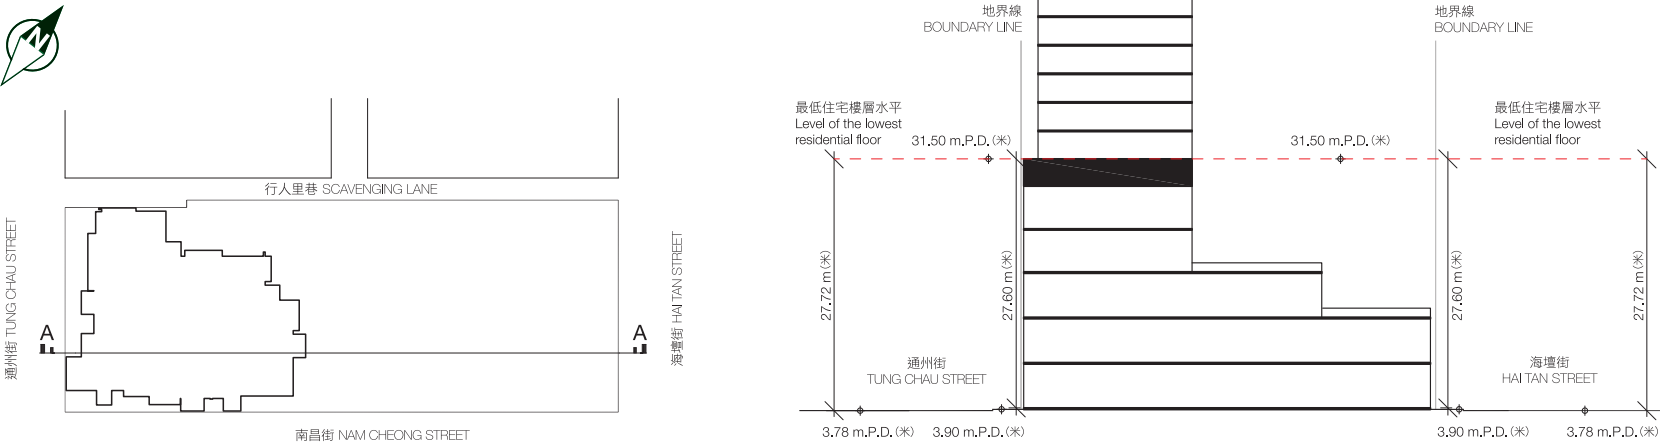 N
行人里巷 SCAVENGING LANE
通州街 TUNG CHAU STREET
海壇街 HAI TAN STREET
A
A
南昌街 NAM CHEONG STREET
地界線
BOUNDARY LINE
地界線
BOUNDARY LINE
最低住宅樓層水平
Level of the lowest
residential floor
31.50 m.P.D. (米)
31.50 m.P.D. (米)
最低住宅樓層水平
Level of the lowest
residential floor
27.72 m (米)
27.60 m (米)
27.60 m (米)
27.72 m (米)
通州街
TUNG CHAU STREET
海壇街
HAI TAN STREET
3.78 m.P.D. (米)
3.90 m.P.D. (米)
3.90 m.P.D. (米)
3.78 m.P.D. (米)